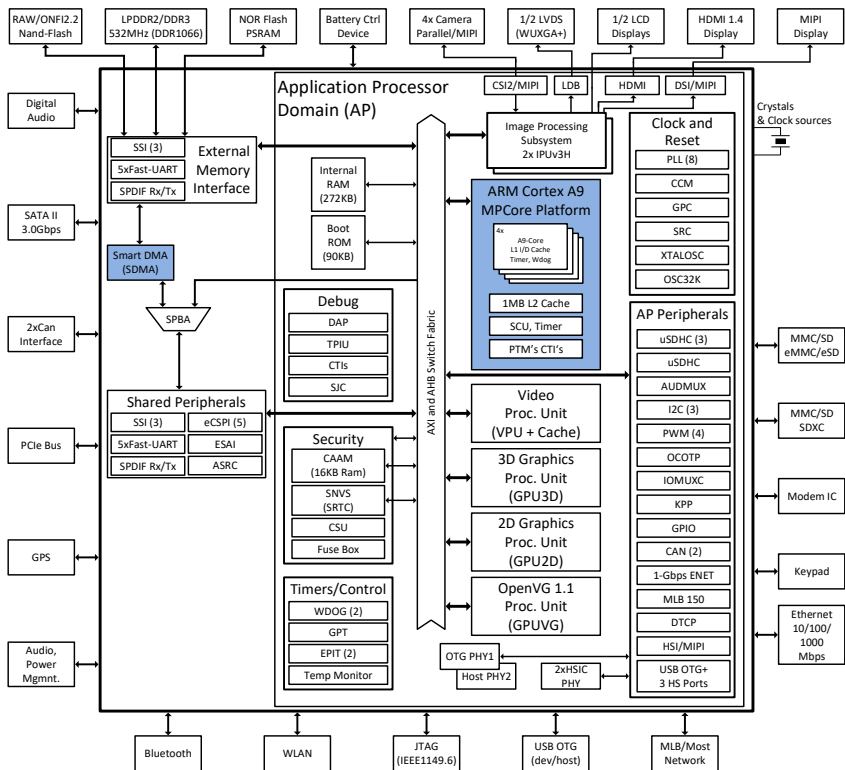 RAW/ONFI2.2
Nand-Flash
LPDDR2/DDR3
532MHz (DDR1066)
NOR Flash
PSRAM
Battery Ctrl
Device
4x Camera
Parallel/MIPI
1/2 LVDS
(WUXGA+)
1/2 LCD
Displays
HDMI 1.4
Display
MIPI
Display
Digital
Audio
SATA II
3.0Gbps
2xCan
Interface
PCIe Bus
GPS
Audio,
Power
Mgmnt.
Application Processor
Domain (AP)
CSI2/MIPI
LDB
HDMI
DSI/MIPI
Crystals
& Clock sources
SSI (3)
5xFast-UART
SPDIF Rx/Tx
External
Memory
Interface
Smart DMA
(SDMA)
SPBA
Shared Peripherals
SSI (3)
eCSPI (5)
5xFast-UART
ESAI
SPDIF Rx/Tx
ASRC
Internal
RAM
(272KB)
Boot
ROM
(90KB)
Debug
DAP
TPIU
CTIs
SJC
Security
CAAM
(16KB Ram)
SNVS
(SRTC)
CSU
Fuse Box
Timers/Control
WDOG (2)
GPT
EPIT (2)
Temp Monitor
AXI and AHB Switch Fabric
Image Processing
Subsystem
2x IPUv3H
ARM Cortex A9
MPCore Platform
4x
A9-Core
L1 I/D Cache
Timer, Wdog
1MB L2 Cache
SCU, Timer
PTM's CTI's
Video
Proc. Unit
(VPU + Cache)
3D Graphics
Proc. Unit
(GPU3D)
2D Graphics
Proc. Unit
(GPU2D)
OpenVG 1.1
Proc. Unit
(GPUVG)
OTG PHY1
Host PHY2
2xHSIC
PHY
Clock and
Reset
PLL (8)
CCM
GPC
SRC
XTALOSC
OSC32K
AP Peripherals
uSDHC (3)
uSDHC
AUDMUX
I2C (3)
PWM (4)
OCOTP
IOMUXC
KPP
GPIO
CAN (2)
1-Gbps ENET
MLB 150
DTCP
HSI/MIPI
USB OTG+
3 HS Ports
MMC/SD
eMMC/eSD
MMC/SD
SDXC
Modem IC
Keypad
Ethernet
10/100/
1000
Mbps
Bluetooth
WLAN
JTAG
(IEEE1149.6)
USB OTG
(dev/host)
MLB/Most
Network